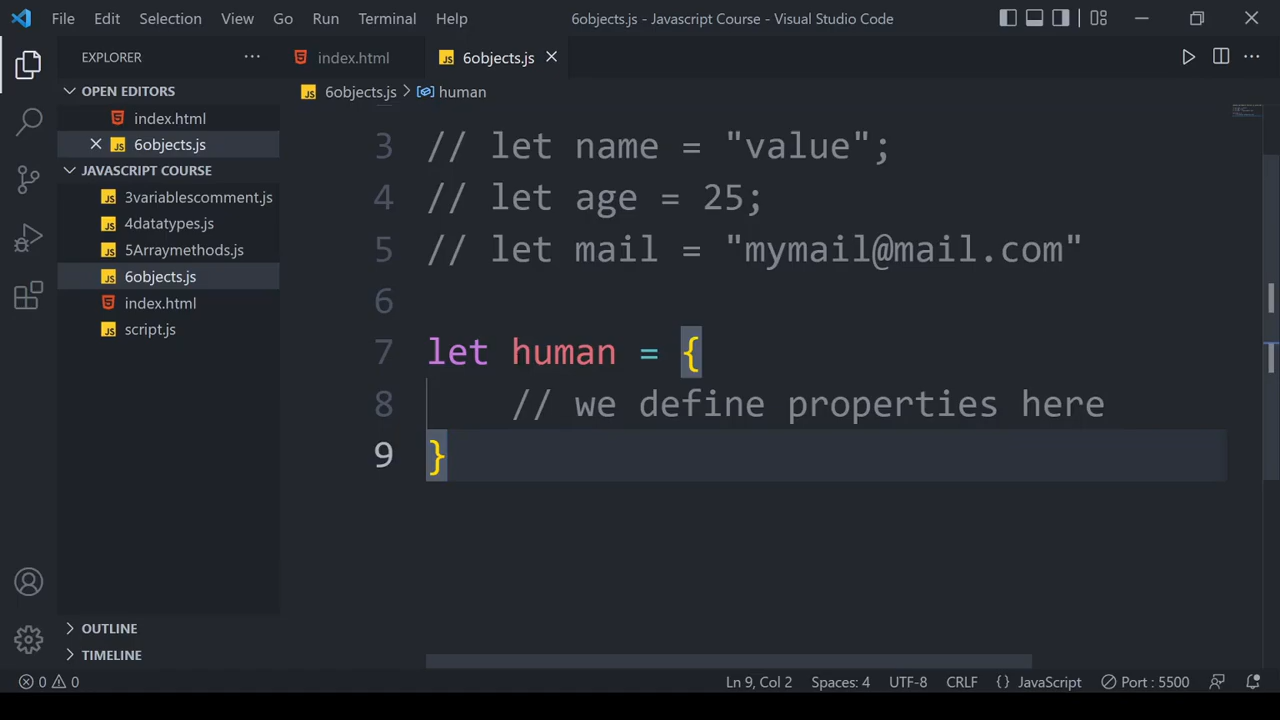 File Edit Selection View Go Run Terminal Help 6objects.js - Javascript Course - Visual Studio Code
EXPLORER ···
OPEN EDITORS
index.html
6objects.js
JAVASCRIPT COURSE
3variablescomment.js
4datatypes.js
5Arraymethods.js
6objects.js
index.html
script.js
OUTLINE
TIMELINE
index.html 6objects.js
6objects.js > human
3 // let name = "value";
4 // let age = 25;
5 // let mail = "mymail@mail.com"
6
7 let human = {
8 // we define properties here
9 }
0 0 Ln 9, Col 2 Spaces: 4 UTF-8 CRLF {} JavaScript Port : 5500